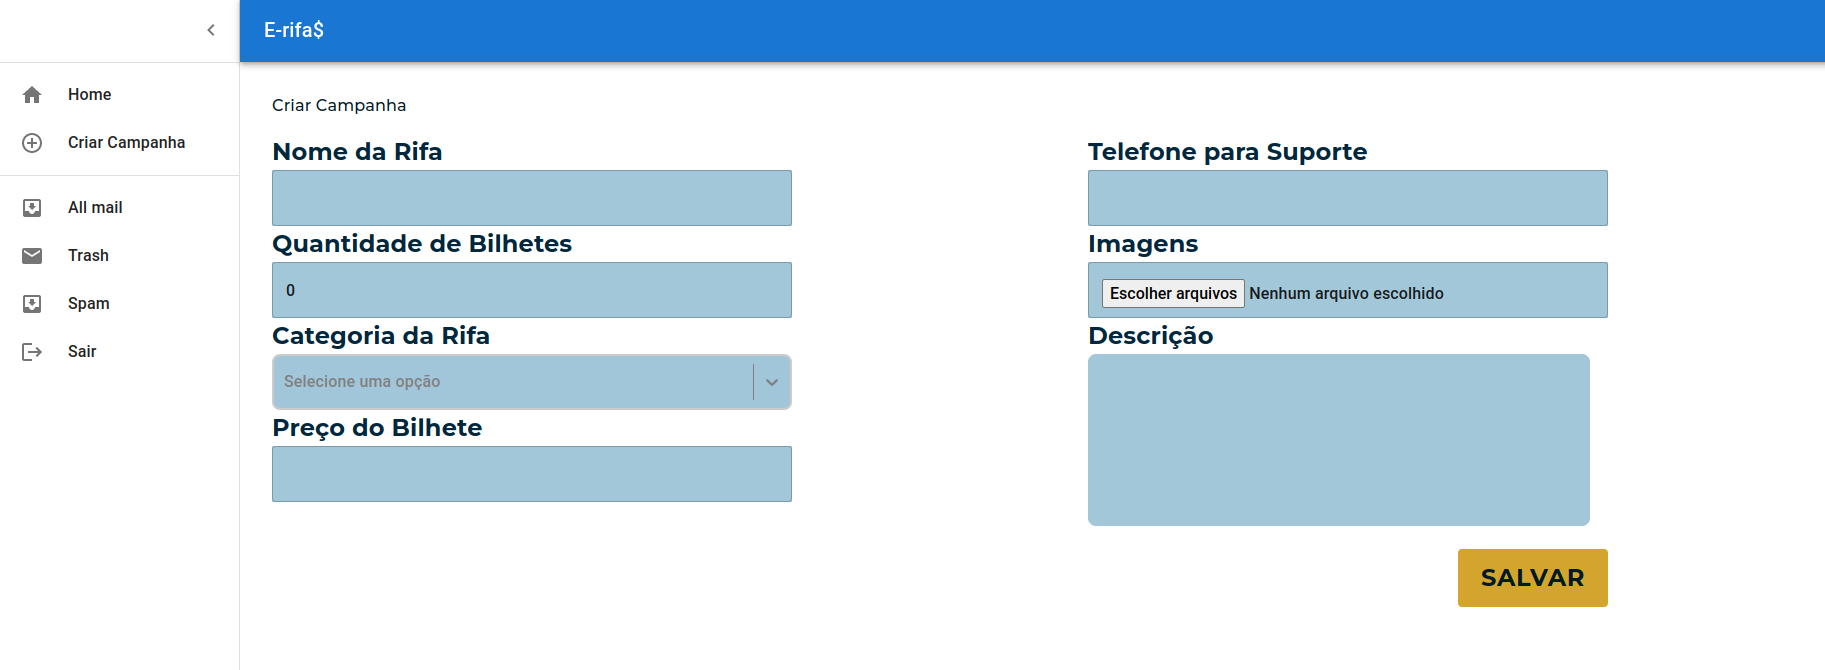 E-rifa$
Home
Criar Campanha
All mail
Trash
Spam
Sair
Criar Campanha
Nome da Rifa
Quantidade de Bilhetes
0
Categoria da Rifa
Selecione uma opção
Preço do Bilhete
Telefone para Suporte
Imagens
Escolher arquivos Nenhum arquivo escolhido
Descrição
SALVAR